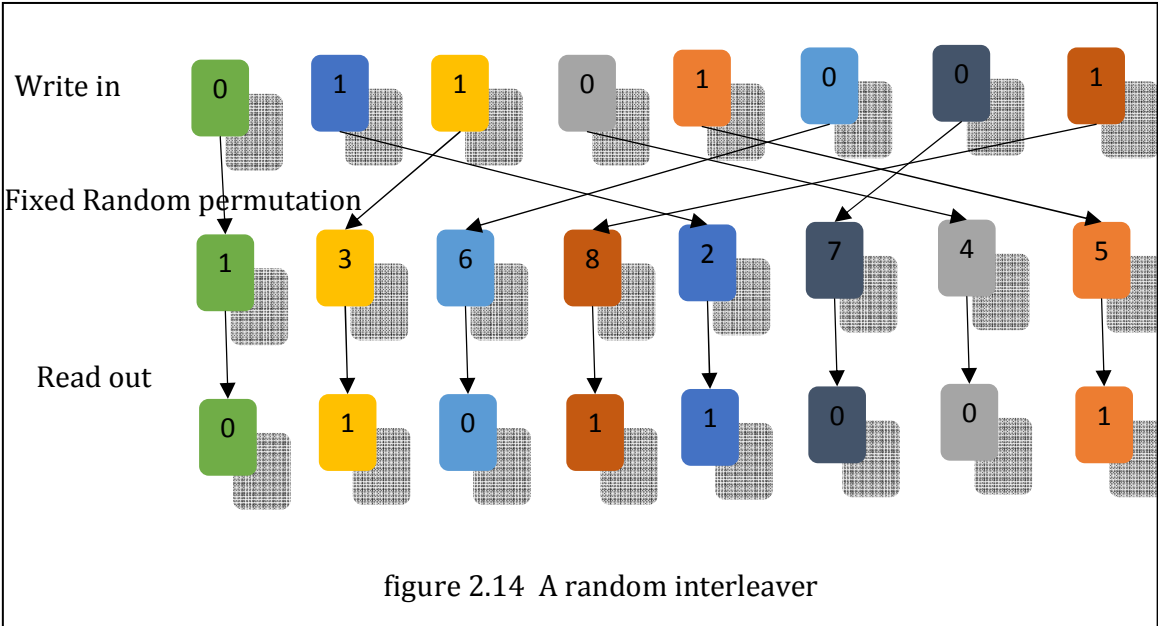 Write in 0 1 1 0 1 0 0 1
Fixed Random permutation
1 3 6 8 2 7 4 5
Read out
0 1 0 1 1 0 0 1
figure 2.14 A random interleaver